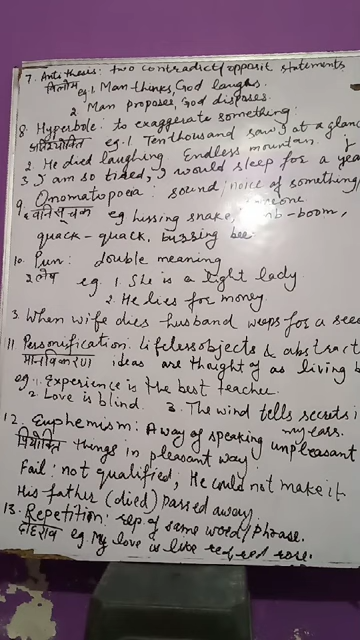 7. Antithesis: two contradict/opposit statements
विलोम eg. 1. Man thinks, God laughs.
2 Man proposes, God disposes.
8. Hyperbole: to exaggerate something.
अतिशयोक्ति eg. 1 Ten thousand saw I at a glanc
2. He died laughing. Endless mountain.
3. I am so tired, I would sleep for a year
9. Onomatopoera: sound/noice of something/
eg hissing snake, boom,
quack-quack, buzzing bee
10. Pun: double meaning
श्लेष eg. 1. She is a light lady.
2. He lies for money.
3. When wife dies husband weeps for a
11 Personification: Lifeless objects & abstract
मानवीकरण ideas are thought of as living b
eg. 1. Experience is the best teacher.
2. Love is blind. 3. The wind tells secrets i
my ears.
12. Euphemism: A way of speaking unpleasant
things in pleasant way.
Fail: not qualified; He could not make it
His father (died) passed away.
13. Repetition: rep. of same word/phrase.
eg. My love is like red red rose.